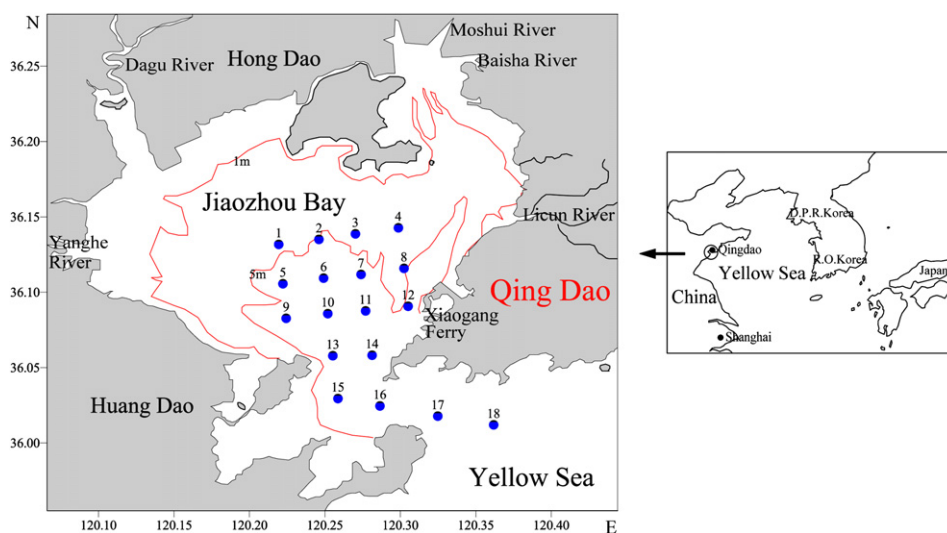 N
Moshui River
Dagu River
Hong Dao
Baisha River
36.25
36.20
1m
Jiaozhou Bay
36.15
1
2
3
4
Licun River
Yanghe
River
5m
5
6
7
8
Qing Dao
36.10
9
10
11
12
Xiaogang
Ferry
13
14
36.05
Huang Dao
15
16
17
18
36.00
Yellow Sea
120.10
120.15
120.20
120.25
120.30
120.35
120.40
E
D.P.R.Korea
Qingdao
R.O.Korea
Yellow Sea
Japan
China
Shanghai